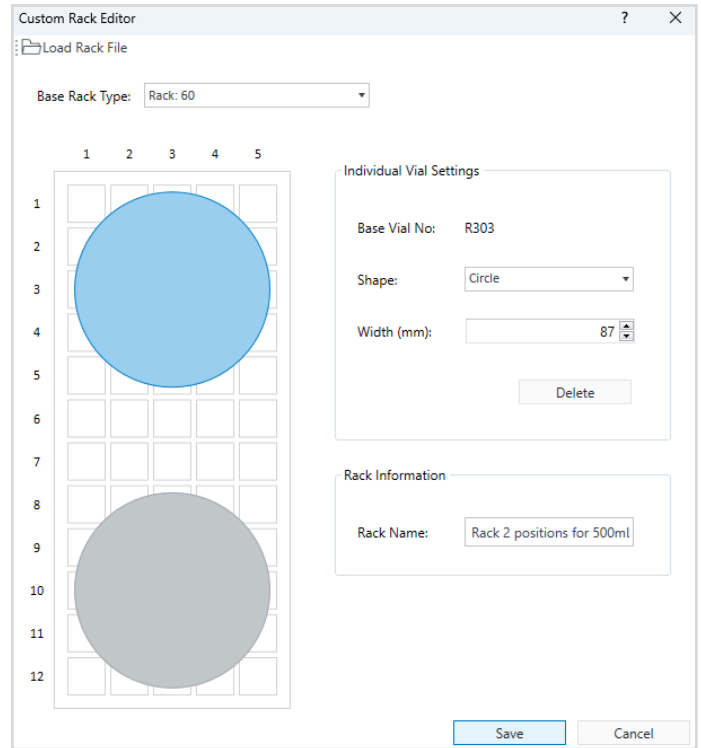 Custom Rack Editor ? ×
Load Rack File
Base Rack Type: Rack: 60
1 2 3 4 5
1
2
3
4
5
6
7
8
9
10
11
12
Individual Vial Settings
Base Vial No: R303
Shape: Circle
Width (mm): 87
Delete
Rack Information
Rack Name: Rack 2 positions for 500ml
Save Cancel